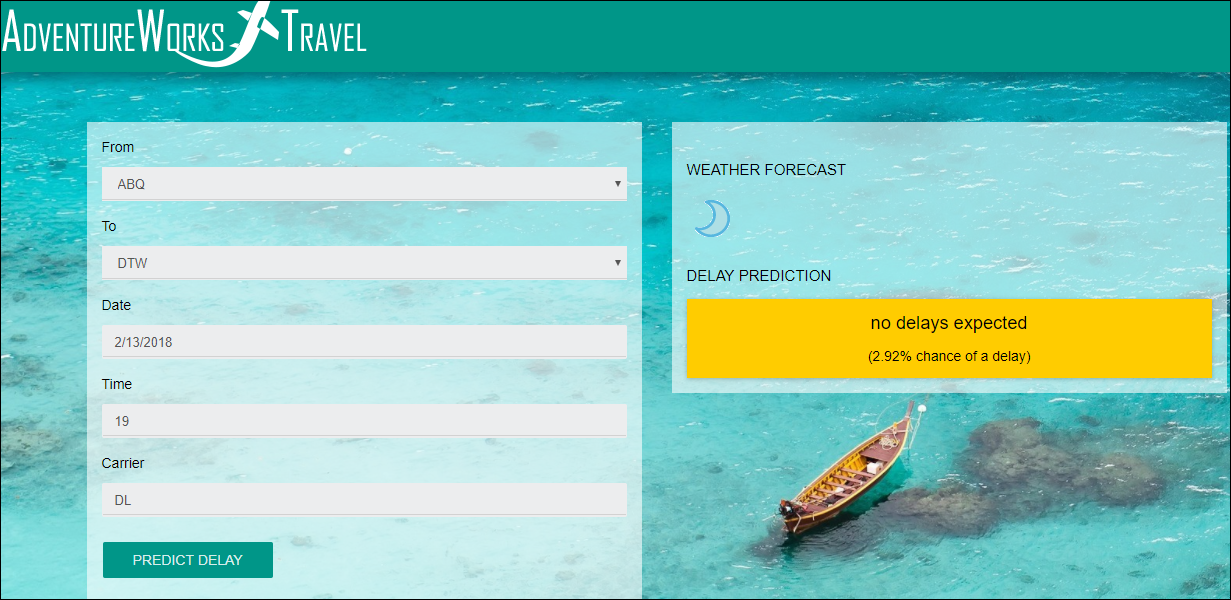 ADVENTUREWORKS TRAVEL
From
ABQ
To
DTW
Date
2/13/2018
Time
19
Carrier
DL
PREDICT DELAY
WEATHER FORECAST
DELAY PREDICTION
no delays expected
(2.92% chance of a delay)